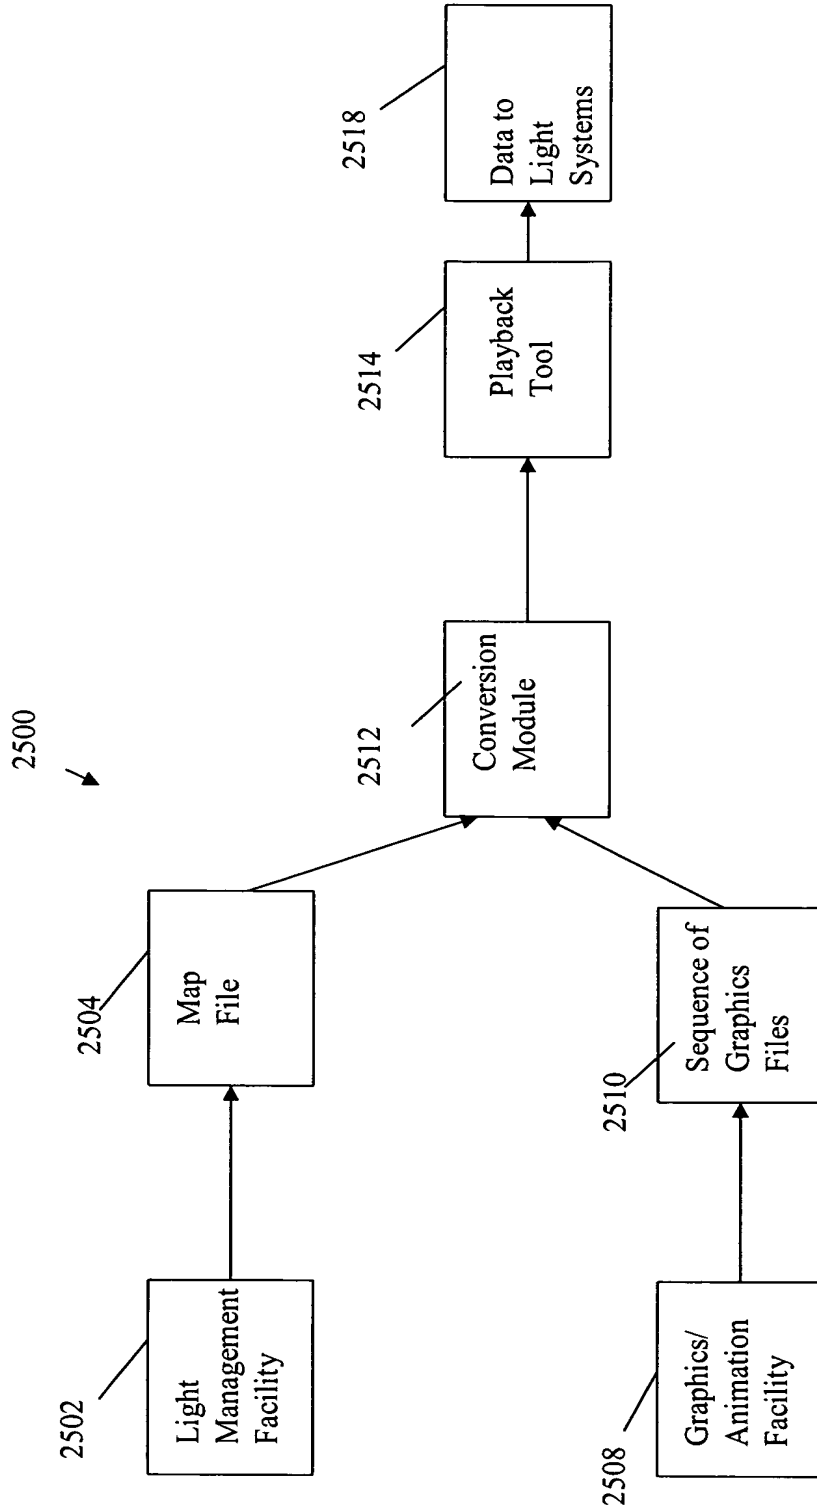 2500
2502
Light
Management
Facility
2504
Map
File
2508
Graphics/
Animation
Facility
2510
Sequence of
Graphics
Files
2512
Conversion
Module
2514
Playback
Tool
2518
Data to
Light
Systems